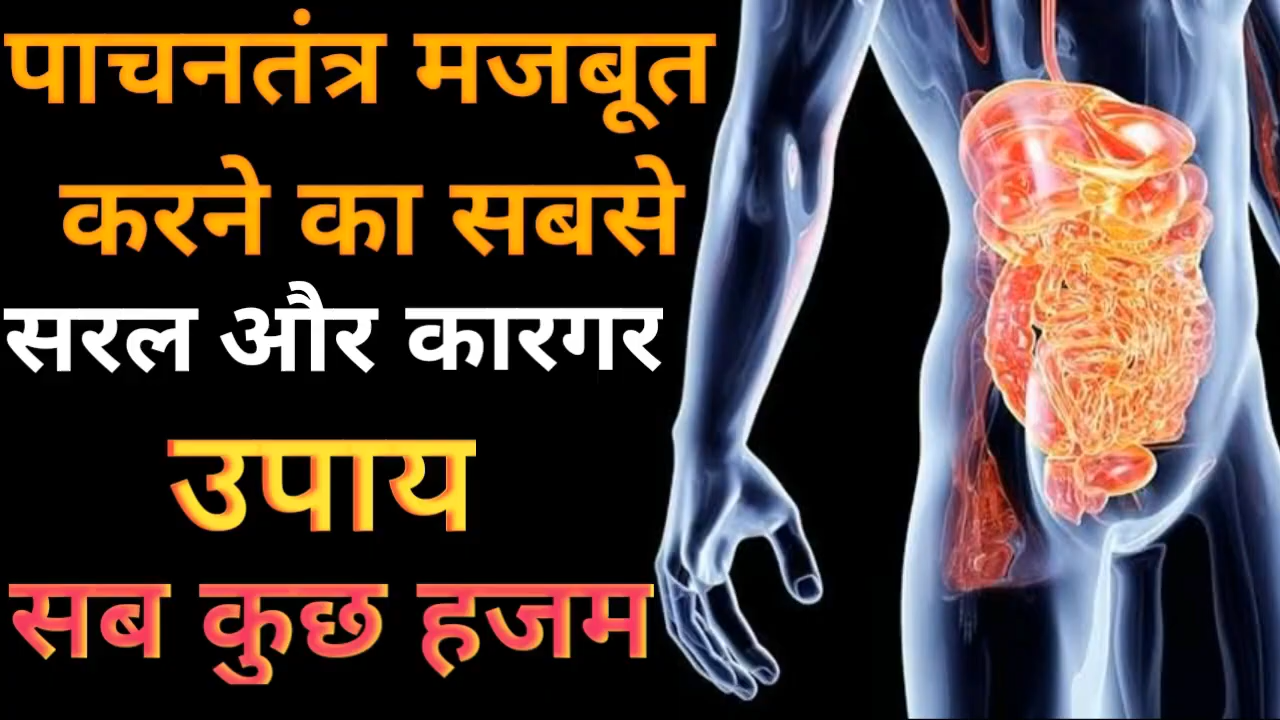 पाचनतंत्र मजबूत
करने का सबसे
सरल और कारगर
उपाय
सब कुछ हजम